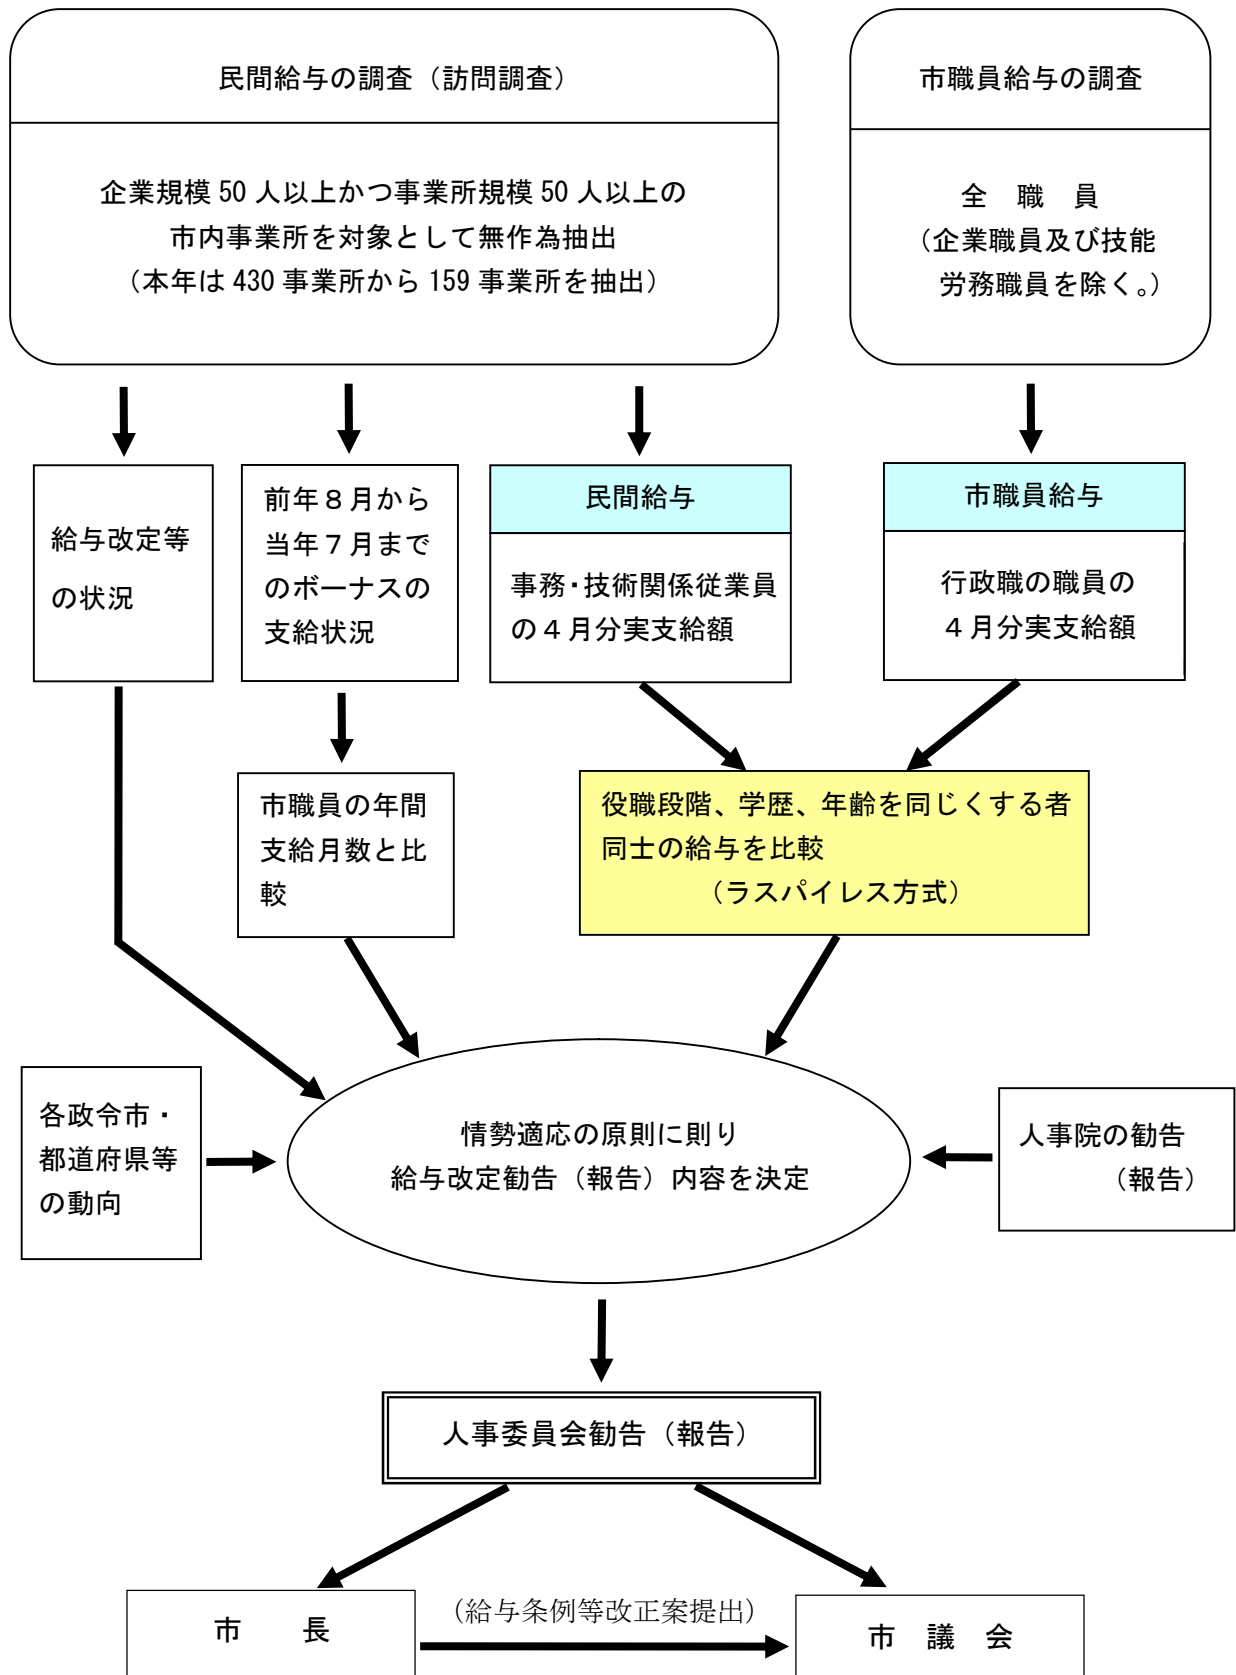 民間給与の調査（訪問調査）
企業規模 50 人以上かつ事業所規模 50 人以上の
市内事業所を対象として無作為抽出
（本年は 430 事業所から 159 事業所を抽出）
市職員給与の調査
全　職　員
（企業職員及び技能
労務職員を除く。）
給与改定等
の状況
前年８月から
当年７月まで
のボーナスの
支給状況
民間給与
事務・技術関係従業員
の４月分実支給額
市職員給与
行政職の職員の
４月分実支給額
市職員の年間
支給月数と比
較
役職段階、学歴、年齢を同じくする者
同士の給与を比較
（ラスパイレス方式）
各政令市・
都道府県等
の動向
情勢適応の原則に則り
給与改定勧告（報告）内容を決定
人事院の勧告
（報告）
人事委員会勧告（報告）
市　　長
（給与条例等改正案提出）
市　議　会